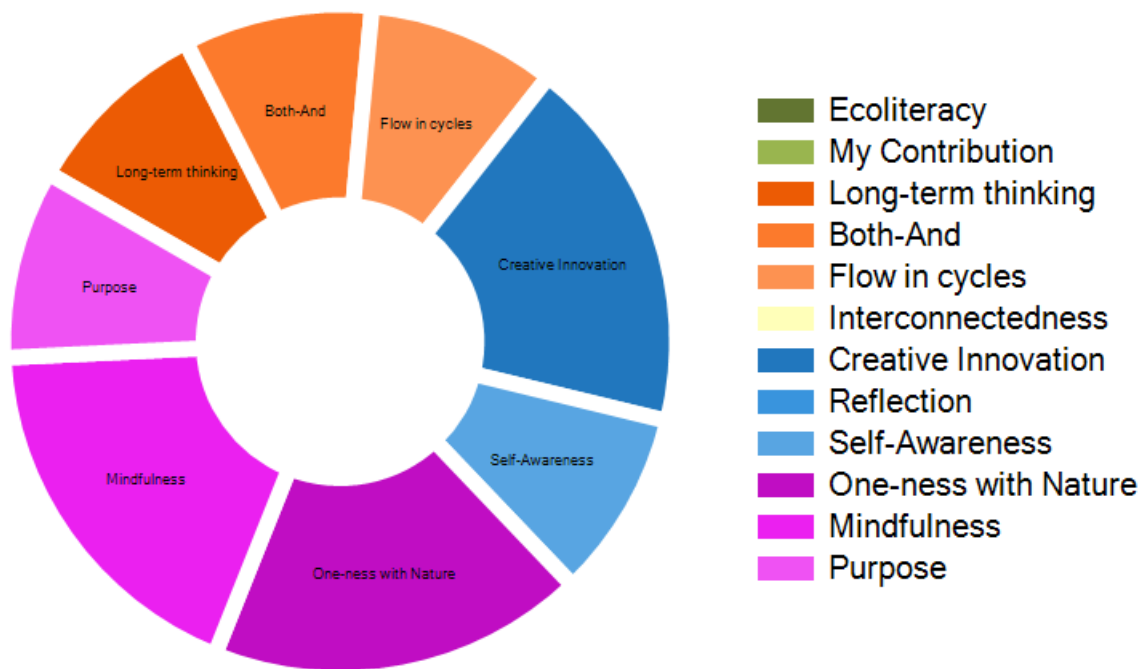 Both-And
Flow in cycles
Long-term thinking
Creative Innovation
Purpose
Self-Awareness
Mindfulness
One-ness with Nature
Ecoliteracy
My Contribution
Long-term thinking
Both-And
Flow in cycles
Interconnectedness
Creative Innovation
Reflection
Self-Awareness
One-ness with Nature
Mindfulness
Purpose